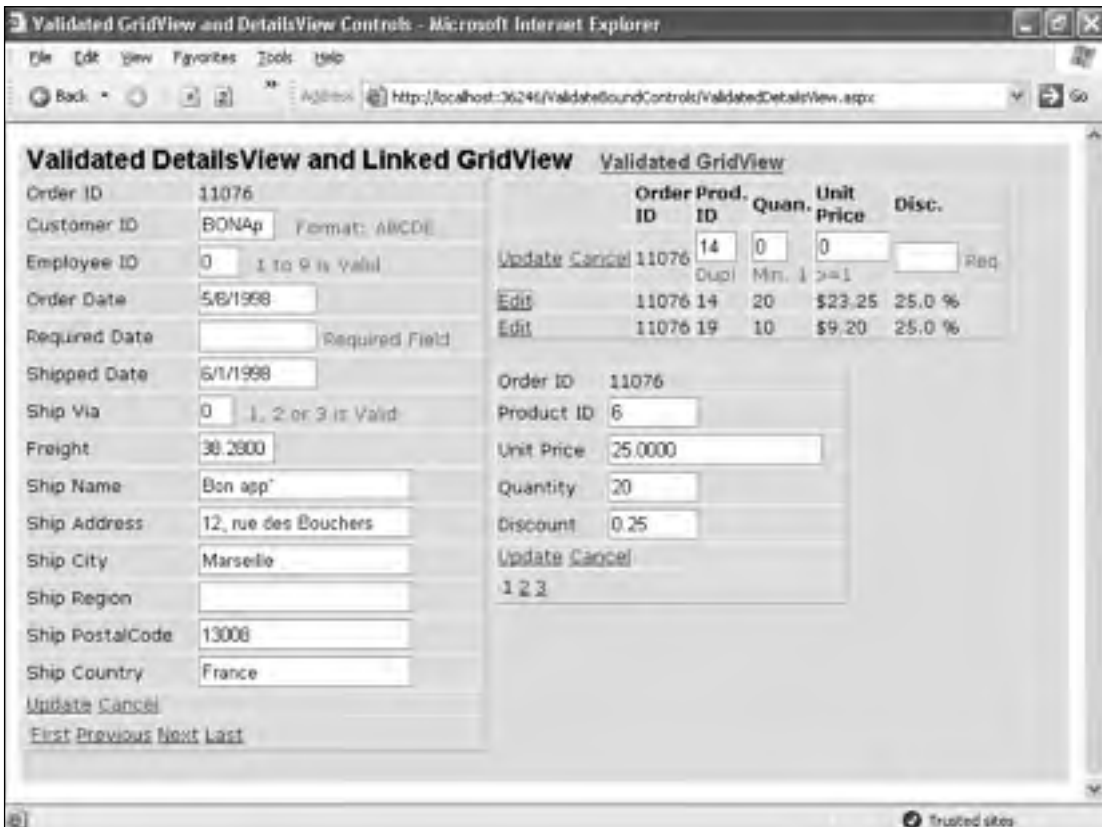 Validated GridView and DetailsView Controls - Microsoft Internet Explorer
File Edit View Favorites Tools Help
Back Address http://localhost:36246/ValidateBoundControls/ValidatedDetailsView.aspx Go
Validated DetailsView and Linked GridView Validated GridView
Order ID 11076
Customer ID BONAp Format: ABCDE
Employee ID 0 1 to 9 is Valid
Order Date 5/6/1998
Required Date Required Field
Shipped Date 6/1/1998
Ship Via 0 1, 2 or 3 is Valid
Freight 38.2800
Ship Name Bon app'
Ship Address 12, rue des Bouchers
Ship City Marseille
Ship Region
Ship PostalCode 13008
Ship Country France
Update Cancel
First Previous Next Last
Order ID Prod. ID Quan. Unit Price Disc.
Update Cancel 11076 14 0 0
Dupl Min. 1 >=1 Req
Edit 11076 14 20 $23.25 25.0 %
Edit 11076 19 10 $9.20 25.0 %
Order ID 11076
Product ID 6
Unit Price 25.0000
Quantity 20
Discount 0.25
Update Cancel
1 2 3
Trusted sites